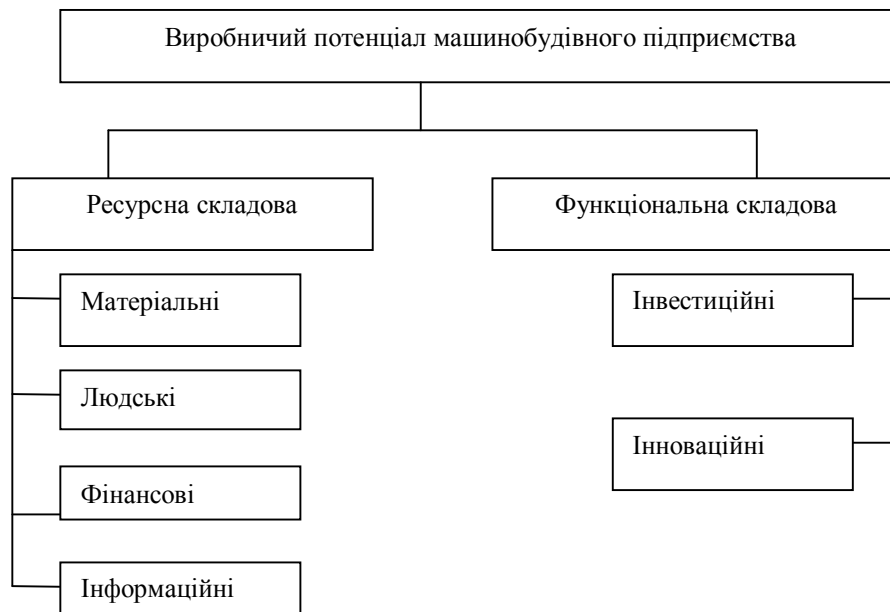 Виробничий потенціал машинобудівного підприємства
Ресурсна складова
Функціональна складова
Матеріальні
Людські
Фінансові
Інформаційні
Інвестиційні
Інноваційні